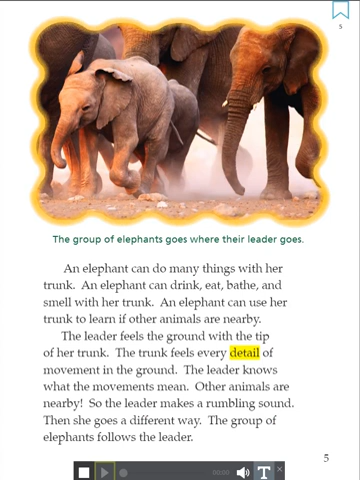 5
The group of elephants goes where their leader goes.
An elephant can do many things with her
trunk. An elephant can drink, eat, bathe, and
smell with her trunk. An elephant can use her
trunk to learn if other animals are nearby.
The leader feels the ground with the tip
of her trunk. The trunk feels every detail of
movement in the ground. The leader knows
what the movements mean. Other animals are
nearby! So the leader makes a rumbling sound.
Then she goes a different way. The group of
elephants follows the leader.
5
T